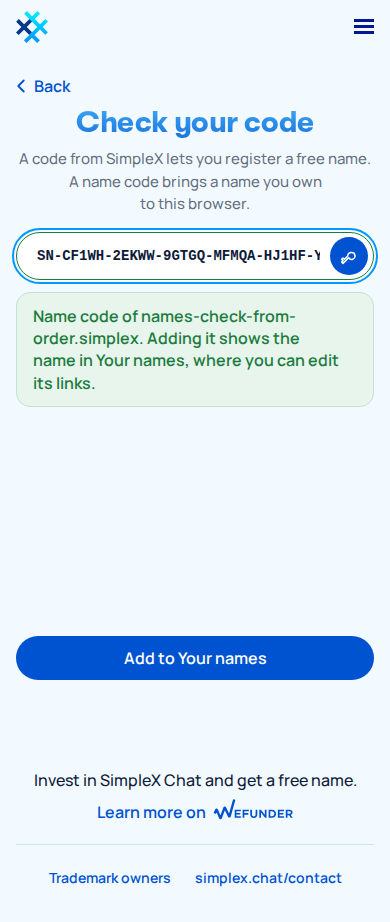 Back
Check your code
A code from SimpleX lets you register a free name.
A name code brings a name you own
to this browser.
SN-CF1WH-2EKWW-9GTGQ-MFMQA-HJ1HF-Y
Name code of names-check-from-
order.simplex. Adding it shows the
name in Your names, where you can edit
its links.
Add to Your names
Invest in SimpleX Chat and get a free name.
Learn more on WEFUNDER
Trademark owners simplex.chat/contact